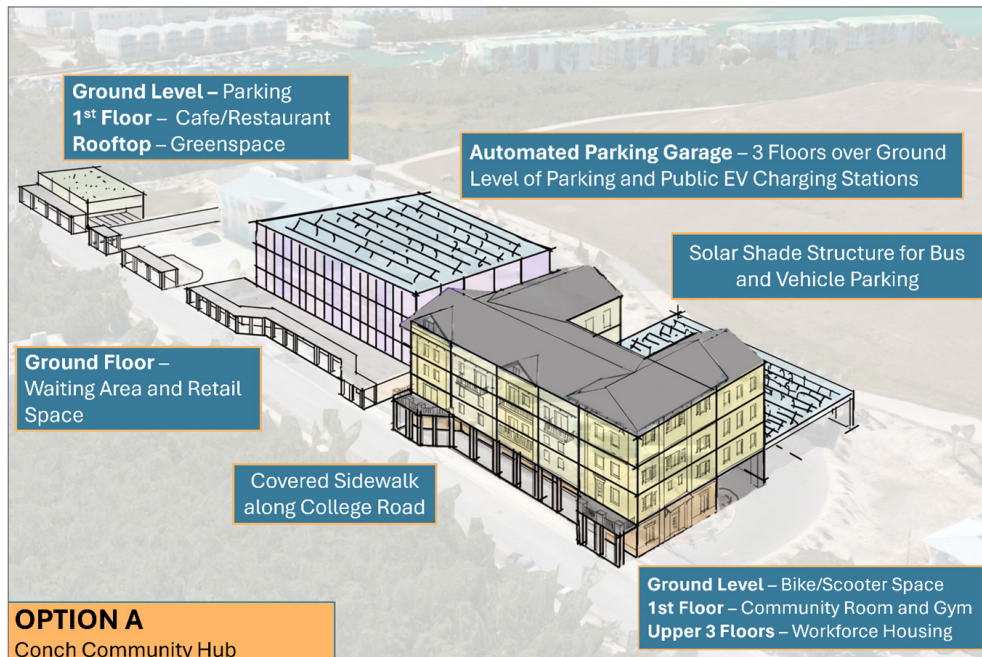 Ground Level – Parking
1st Floor – Cafe/Restaurant
Rooftop – Greenspace
Automated Parking Garage – 3 Floors over Ground
Level of Parking and Public EV Charging Stations
Solar Shade Structure for Bus
and Vehicle Parking
Ground Floor –
Waiting Area and Retail
Space
Covered Sidewalk
along College Road
Ground Level – Bike/Scooter Space
1st Floor – Community Room and Gym
Upper 3 Floors – Workforce Housing
OPTION A
Conch Community Hub